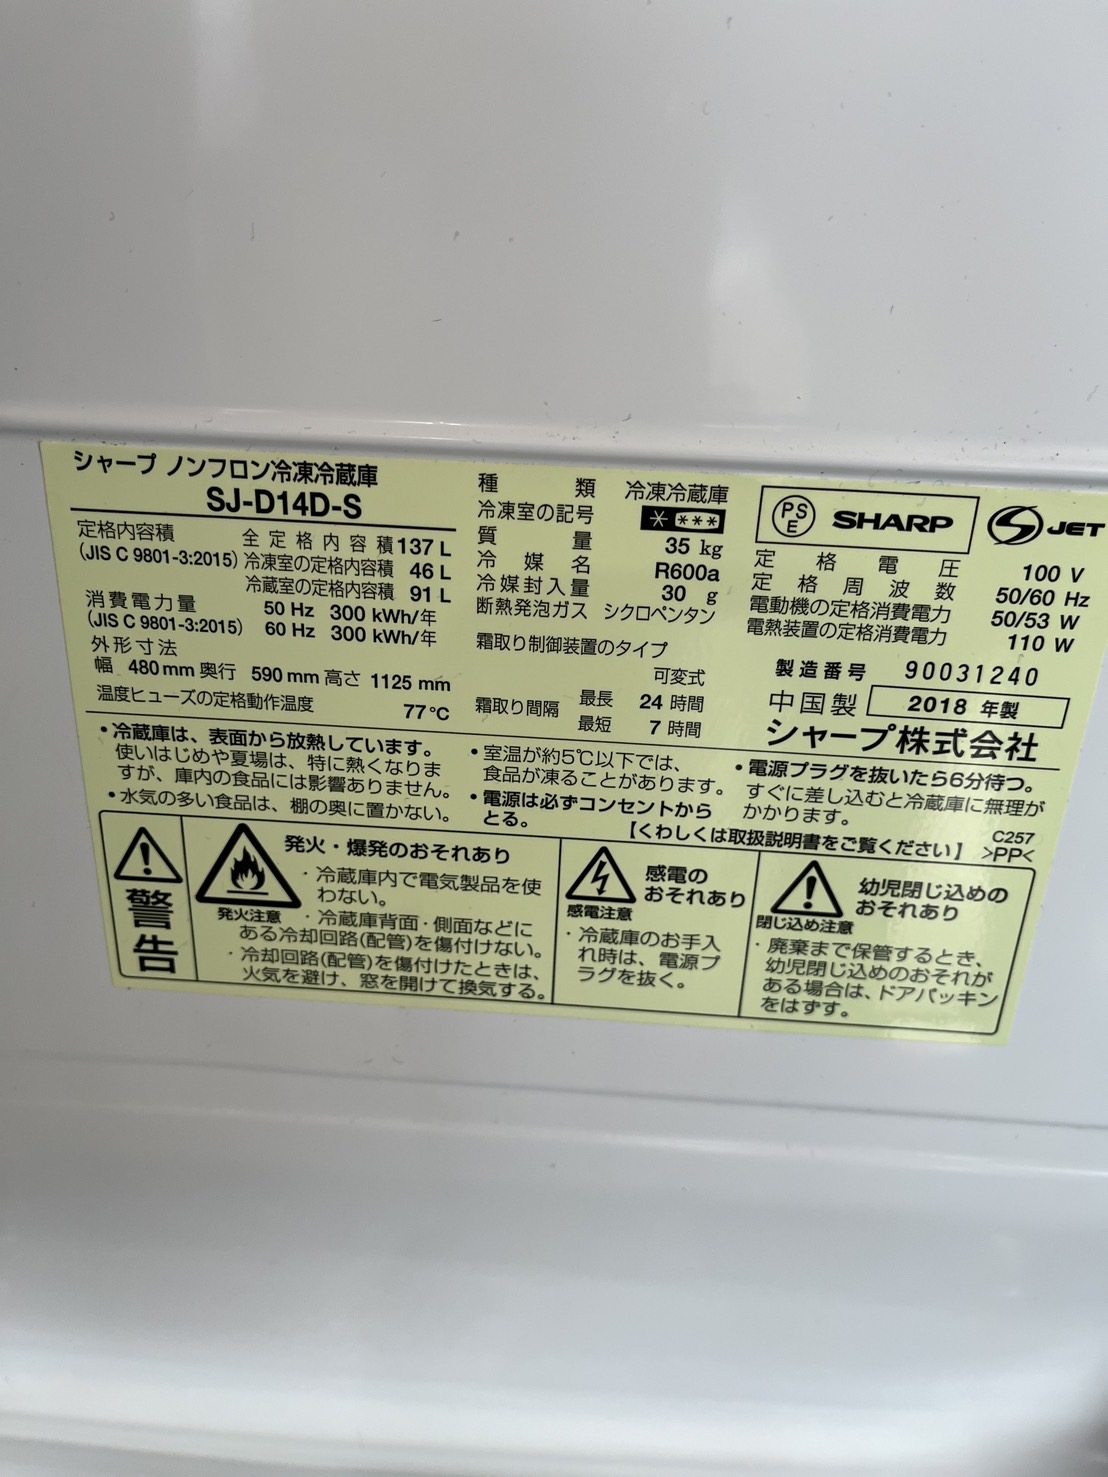 シャープ ノンフロン冷凍冷蔵庫
SJ-D14D-S
定格内容積
(JIS C 9801-3:2015)
全定格内容積 137 L
冷凍室の定格内容積 46 L
冷蔵室の定格内容積 91 L
消費電力量
(JIS C 9801-3:2015)
50 Hz 300 kWh/年
60 Hz 300 kWh/年
外形寸法
幅 480 mm 奥行 590 mm 高さ 1125 mm
温度ヒューズの定格動作温度 77℃
種類 冷凍冷蔵庫
冷凍室の記号 * ***
質量 35 kg
冷媒名 R600a
冷媒封入量 30 g
断熱発泡ガス シクロペンタン
霜取り制御装置のタイプ
可変式
霜取り間隔
最長 24 時間
最短 7 時間
PSE SHARP S JET
定格電圧 100 V
定格周波数 50/60 Hz
電動機の定格消費電力 50/53 W
電熱装置の定格消費電力 110 W
製造番号 90031240
中国製 2018 年製
シャープ株式会社
・冷蔵庫は、表面から放熱しています。
使いはじめや夏場は、特に熱くなりま
すが、庫内の食品には影響ありません。
・水気の多い食品は、棚の奥に置かない。
・室温が約5℃以下では、
食品が凍ることがあります。
・電源は必ずコンセントから
とる。
・電源プラグを抜いたら6分待つ。
すぐに差し込むと冷蔵庫に無理が
かかります。
【くわしくは取扱説明書をご覧ください】
C257
>PP<
警告
発火注意
発火・爆発のおそれあり
・冷蔵庫内で電気製品を使
わない。
・冷蔵庫背面・側面などに
ある冷却回路(配管)を傷付けない。
・冷却回路(配管)を傷付けたときは、
火気を避け、窓を開けて換気する。
感電注意
感電の
おそれあり
・冷蔵庫のお手入
れ時は、電源プ
ラグを抜く。
閉じ込め注意
幼児閉じ込めの
おそれあり
・廃棄まで保管するとき、
幼児閉じ込めのおそれが
ある場合は、ドアパッキン
をはずす。